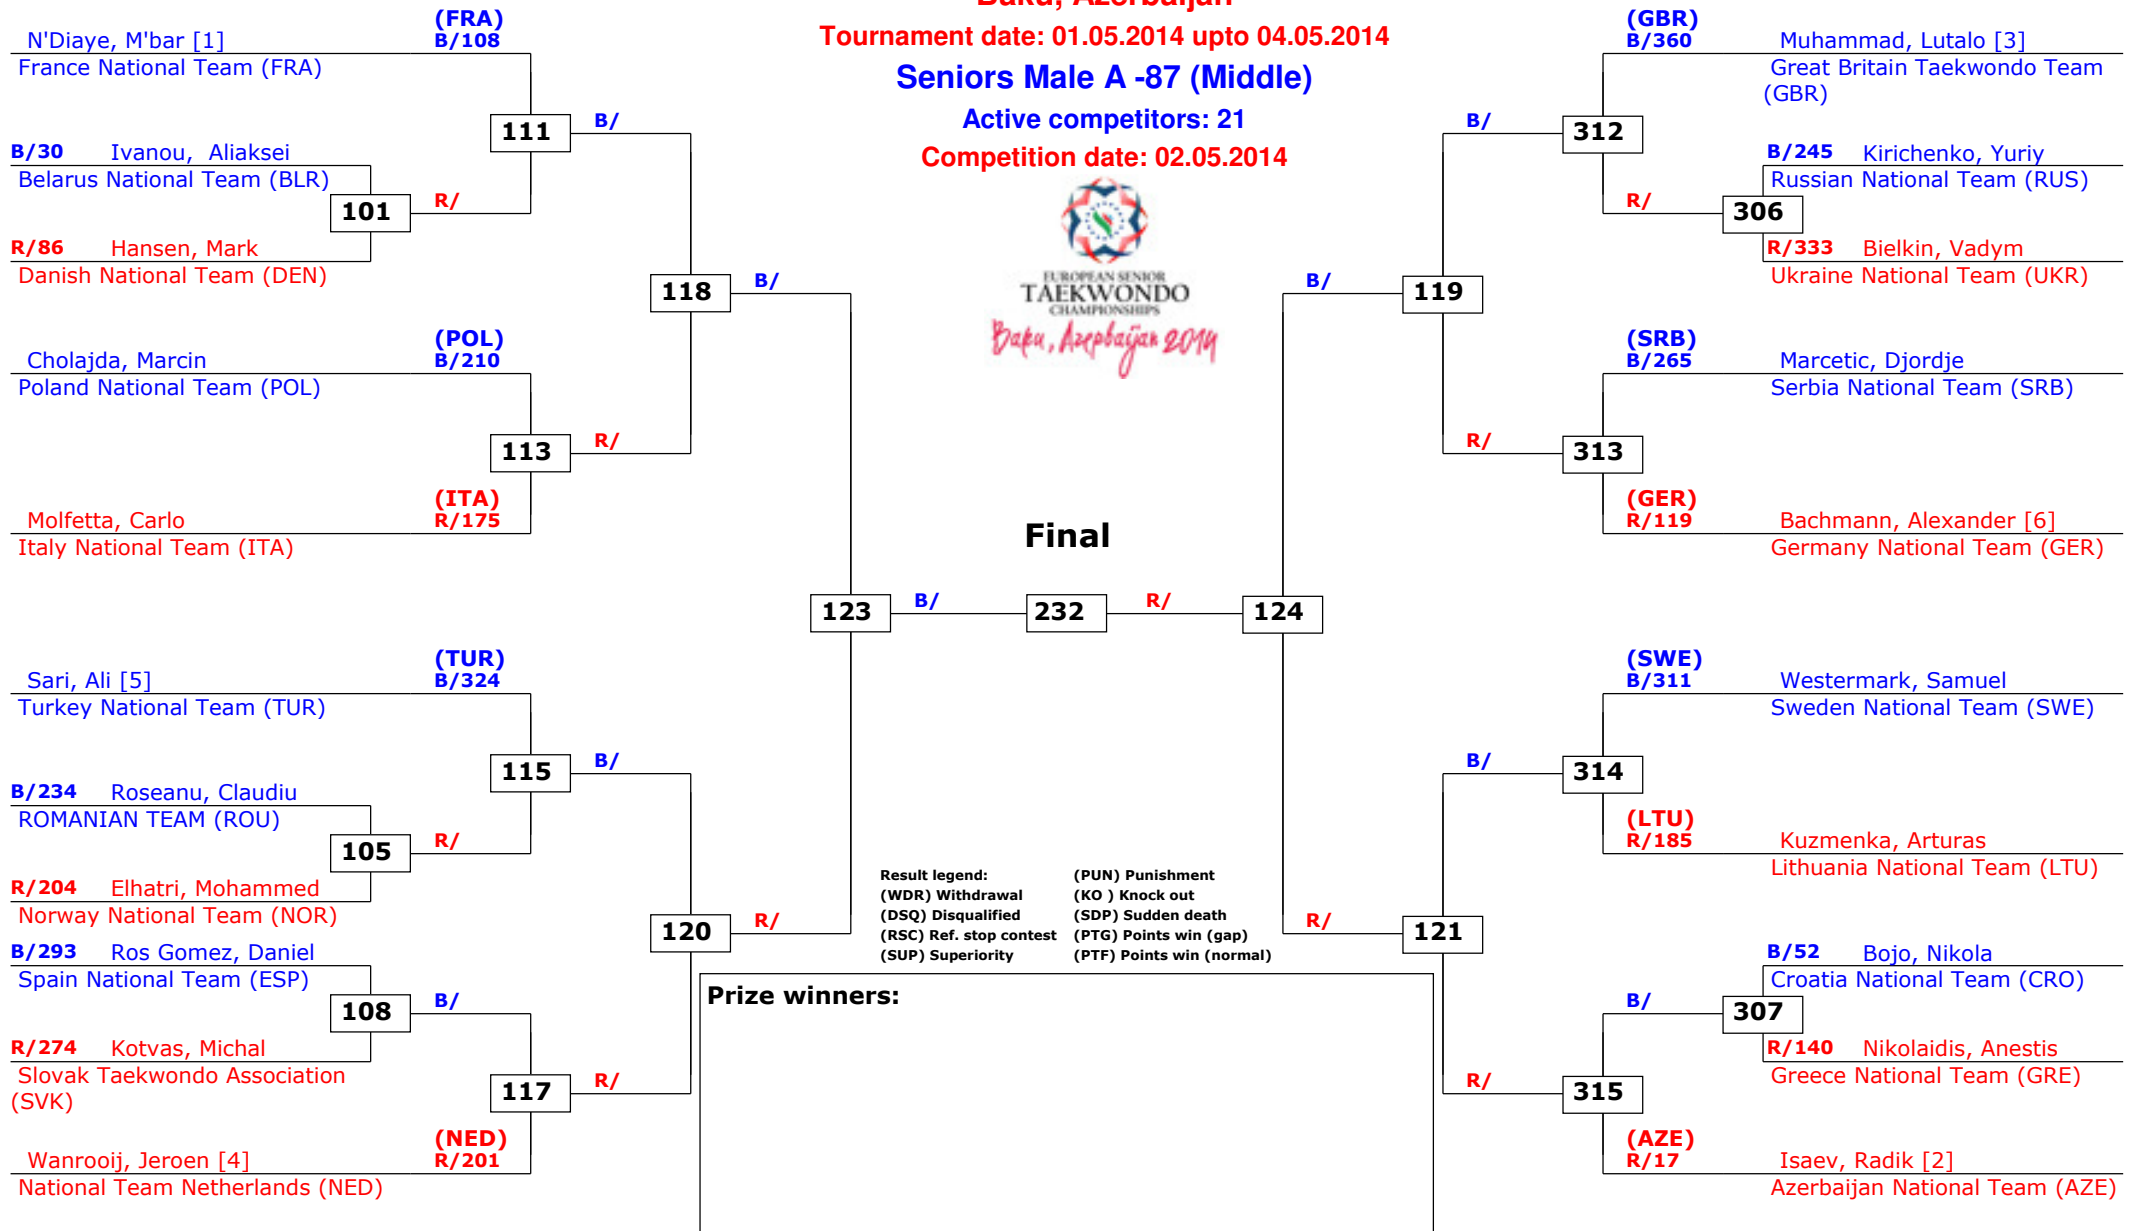 Baku, Azerbaijan
Tournament date: 01.05.2014 upto 04.05.2014
Seniors Male A -87 (Middle)
Active competitors: 21
Competition date: 02.05.2014
EUROPEAN SENIOR
TAEKWONDO
CHAMPIONSHIPS
Baku, Azerbaijan 2014
(FRA)
N'Diaye, M'bar [1] B/108
France National Team (FRA)
111 B/
B/30 Ivanou, Aliaksei
Belarus National Team (BLR)
101 R/
R/86 Hansen, Mark
Danish National Team (DEN)
118 B/
(POL)
Cholajda, Marcin B/210
Poland National Team (POL)
113 R/
(ITA)
Molfetta, Carlo R/175
Italy National Team (ITA)
123 B/
(TUR)
Sari, Ali [5] B/324
Turkey National Team (TUR)
115 B/
B/234 Roseanu, Claudiu
ROMANIAN TEAM (ROU)
105 R/
R/204 Elhatri, Mohammed
Norway National Team (NOR)
120 R/
B/293 Ros Gomez, Daniel
Spain National Team (ESP)
108 B/
R/274 Kotvas, Michal
Slovak Taekwondo Association
(SVK)
117 R/
(NED)
Wanrooij, Jeroen [4] R/201
National Team Netherlands (NED)
Final
232
(GBR)
B/360 Muhammad, Lutalo [3]
Great Britain Taekwondo Team
(GBR)
B/ 312
B/245 Kirichenko, Yuriy
Russian National Team (RUS)
R/ 306
R/333 Bielkin, Vadym
Ukraine National Team (UKR)
B/ 119
(SRB)
B/265 Marcetic, Djordje
Serbia National Team (SRB)
R/ 313
(GER)
R/119 Bachmann, Alexander [6]
Germany National Team (GER)
R/ 124
(SWE)
B/311 Westermark, Samuel
Sweden National Team (SWE)
B/ 314
(LTU)
R/185 Kuzmenka, Arturas
Lithuania National Team (LTU)
R/ 121
B/52 Bojo, Nikola
Croatia National Team (CRO)
B/ 307
R/140 Nikolaidis, Anestis
Greece National Team (GRE)
R/ 315
(AZE)
R/17 Isaev, Radik [2]
Azerbaijan National Team (AZE)
Result legend: (PUN) Punishment
(WDR) Withdrawal (KO ) Knock out
(DSQ) Disqualified (SDP) Sudden death
(RSC) Ref. stop contest (PTG) Points win (gap)
(SUP) Superiority (PTF) Points win (normal)
Prize winners: